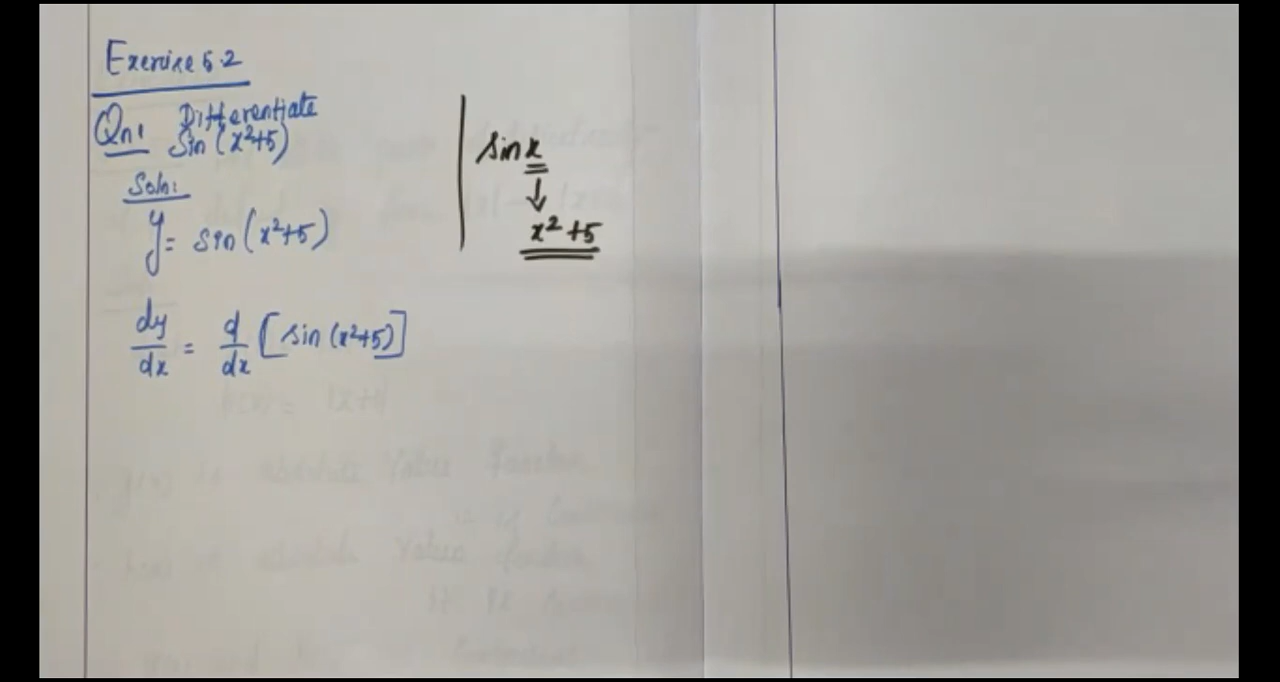 Exercise 5.2
Qn1 Differentiate
Sin (x²+5)
Soln:
y = sin (x²+5)
dy/dx = d/dx [sin (x²+5)]
sin x
↓
x² +5